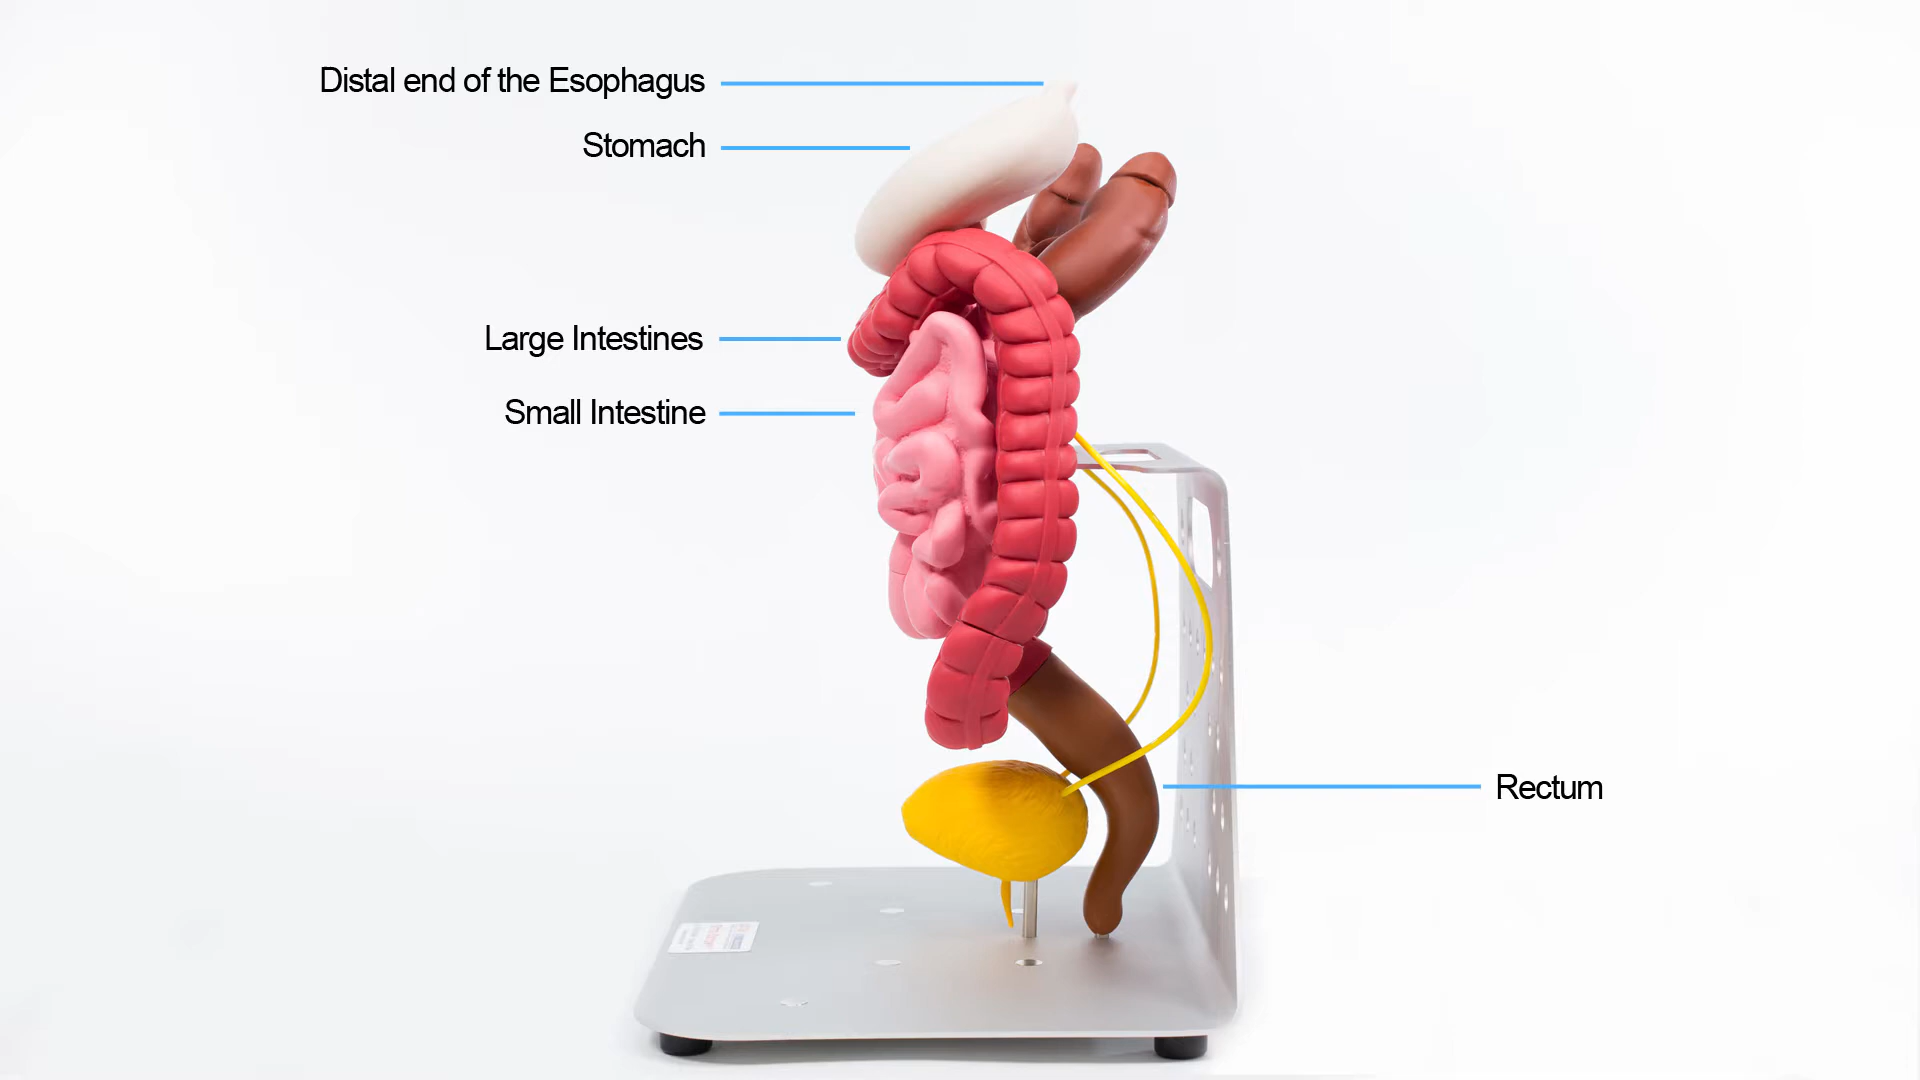 Distal end of the Esophagus
Stomach
Large Intestines
Small Intestine
Rectum